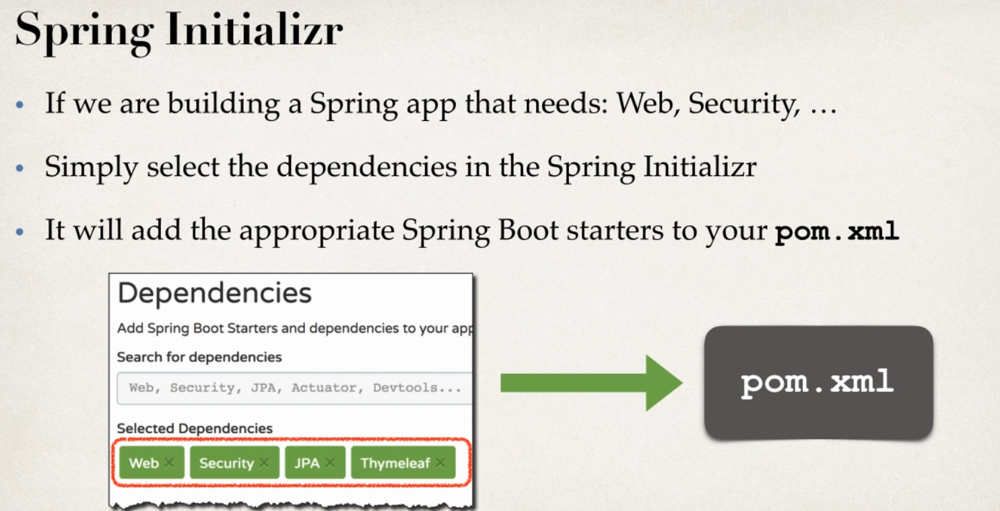 Spring Initializr
• If we are building a Spring app that needs: Web, Security, …
• Simply select the dependencies in the Spring Initializr
• It will add the appropriate Spring Boot starters to your pom.xml
Dependencies
Add Spring Boot Starters and dependencies to your app
Search for dependencies
Web, Security, JPA, Actuator, Devtools...
Selected Dependencies
Web × Security × JPA × Thymeleaf ×
pom.xml